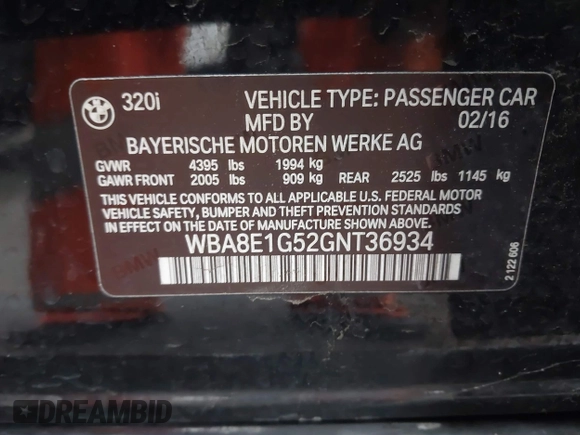 320i VEHICLE TYPE: PASSENGER CAR
MFD BY 02/16
BAYERISCHE MOTOREN WERKE AG
GVWR 4395 lbs 1994 kg
GAWR FRONT 2005 lbs 909 kg REAR 2525 lbs 1145 kg
THIS VEHICLE CONFORMS TO ALL APPLICABLE U.S. FEDERAL MOTOR
VEHICLE SAFETY, BUMPER, AND THEFT PREVENTION STANDARDS
IN EFFECT ON THE DATE OF MANUFACTURE SHOWN ABOVE.
WBA8E1G52GNT36934
2 122 606
DREAMBID